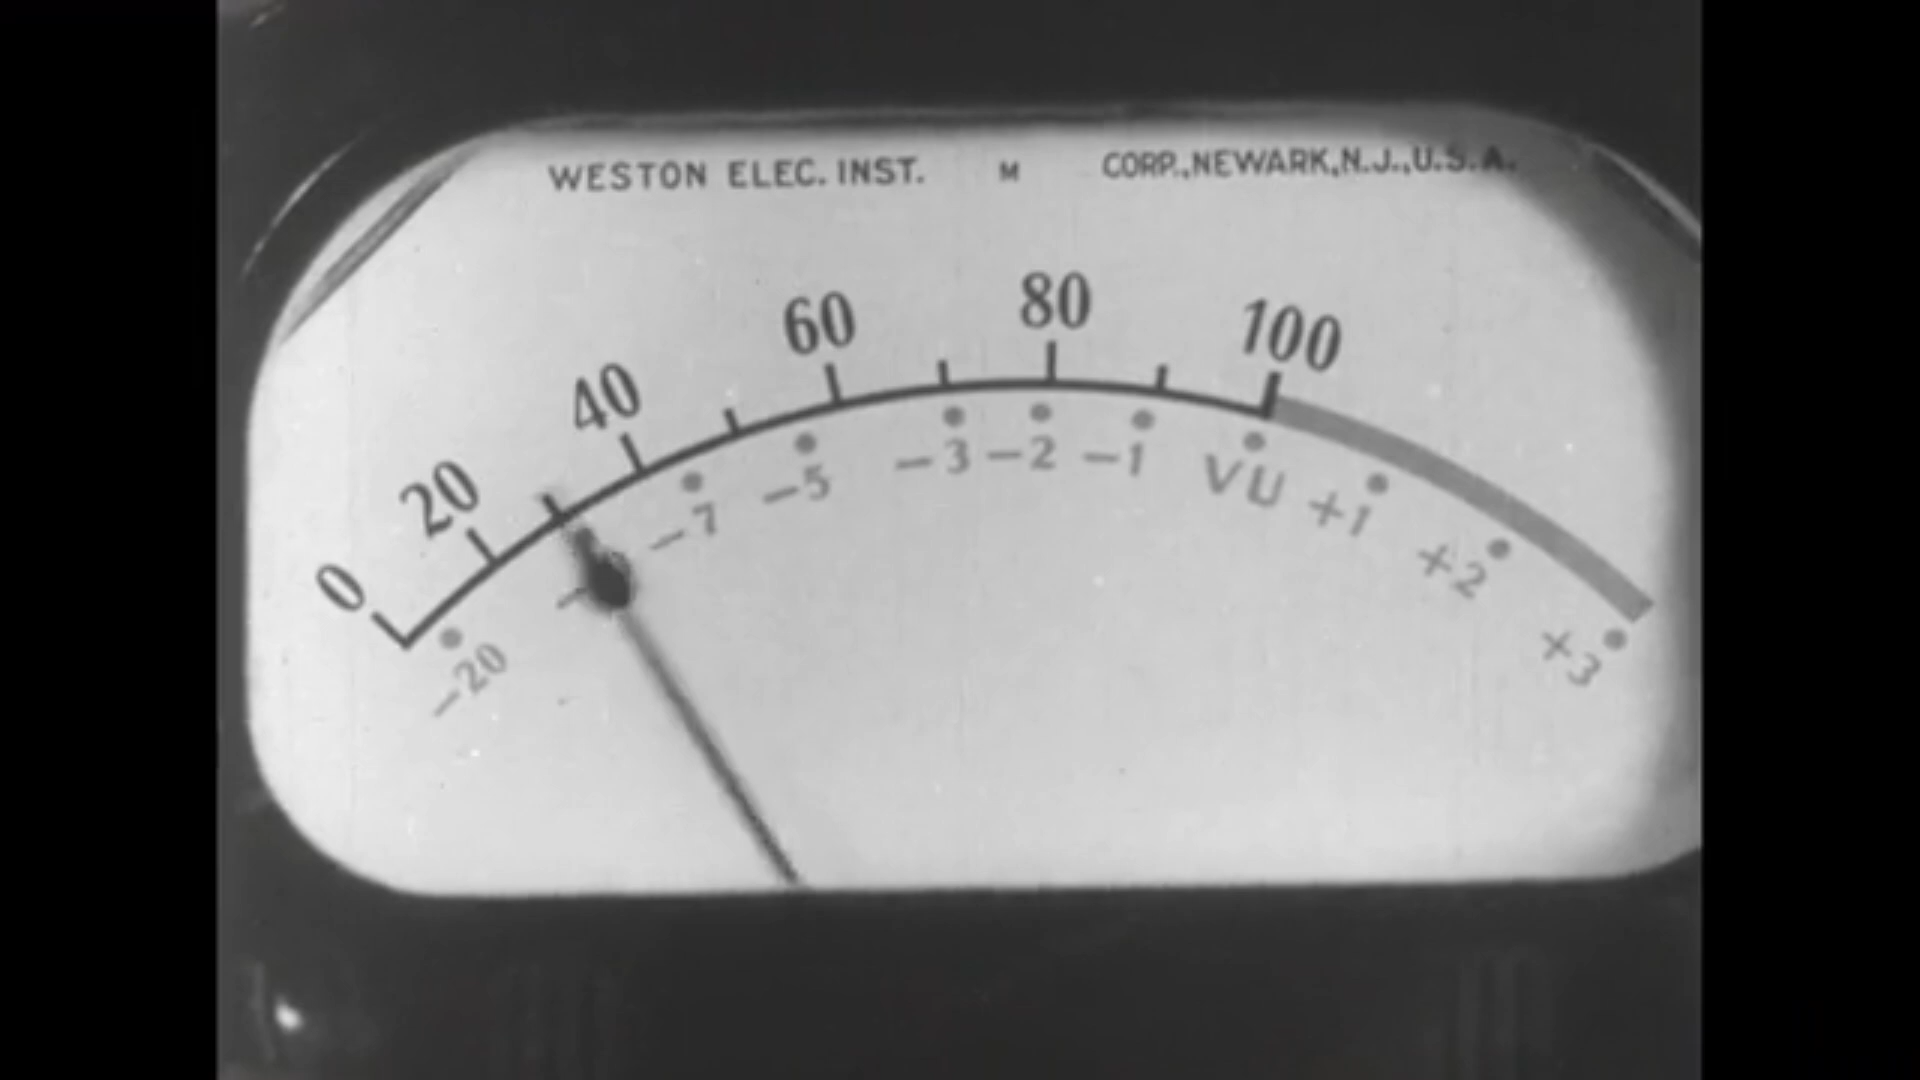 WESTON ELEC. INST. M CORP., NEWARK, N.J., U.S.A.
0 20 40 60 80 100
-20 -7 -5 -3 -2 -1 VU +1 +2 +3